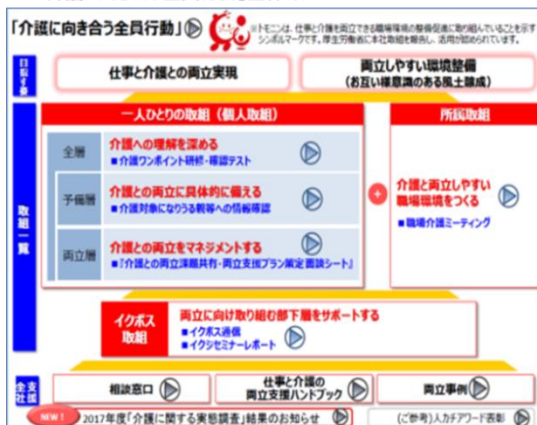 「介護に向き合う全員行動」
※トモニンは、仕事と介護を両立できる職場環境の整備促進に取り組んでいることを示す
シンボルマークです。厚生労働省に本社取組を報告し、活用が認められています。
目指す姿
仕事と介護との両立実現
両立しやすい環境整備
(お互い様意識のある風土醸成)
取組一覧
一人ひとりの取組（個人取組）
全層
介護への理解を深める
■介護ワンポイント研修・確認テスト
予備層
介護との両立に具体的に備える
■介護対象になりうる親等への情報確認
両立層
介護との両立をマネジメントする
■『介護との両立課題共有・両立支援プラン策定面談シート』
+
所属取組
介護と両立しやすい
職場環境をつくる
■職場介護ミーティング
イクボス
取組
両立に向け取り組む部下層をサポートする
■イクボス通信
■イクジセミナーレポート
全社支援
相談窓口
仕事と介護の
両立支援ハンドブック
両立事例
NEW！
2017年度「介護に関する実態調査」結果のお知らせ
(ご参考)人カチアワード表彰